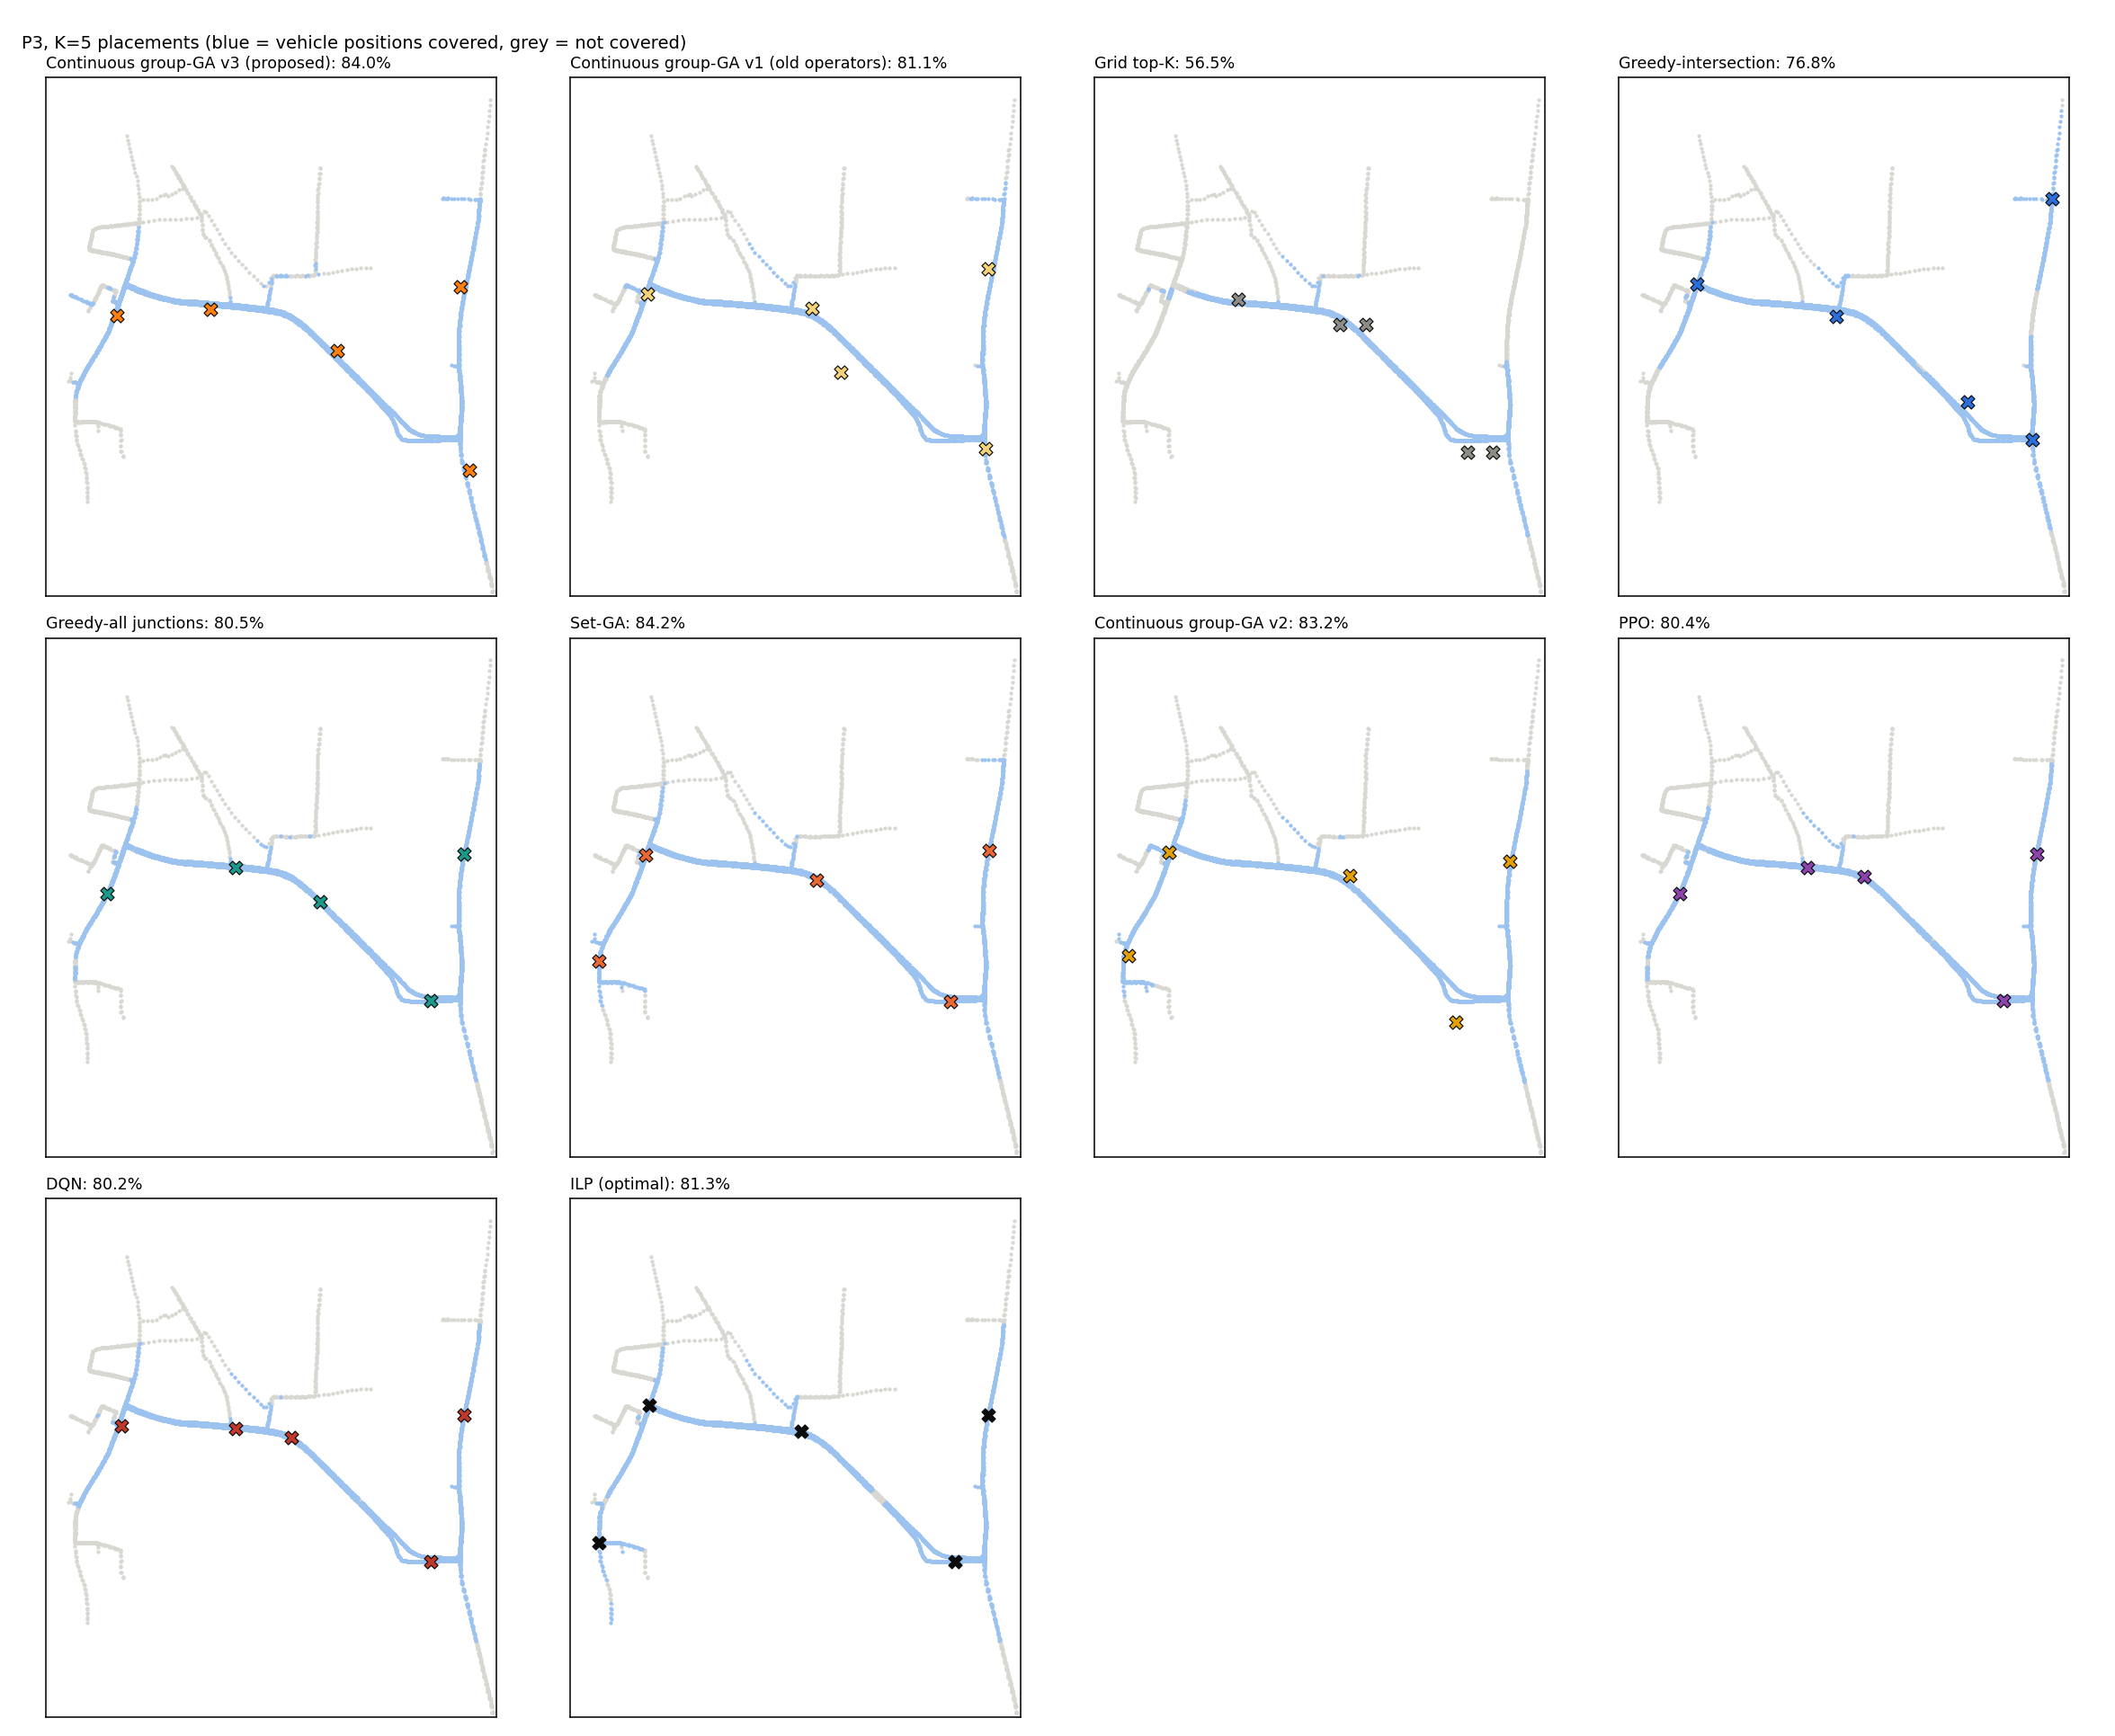 P3, K=5 placements (blue = vehicle positions covered, grey = not covered)
Continuous group-GA v3 (proposed): 84.0%
Continuous group-GA v1 (old operators): 81.1%
Grid top-K: 56.5%
Greedy-intersection: 76.8%
Greedy-all junctions: 80.5%
Set-GA: 84.2%
Continuous group-GA v2: 83.2%
PPO: 80.4%
DQN: 80.2%
ILP (optimal): 81.3%